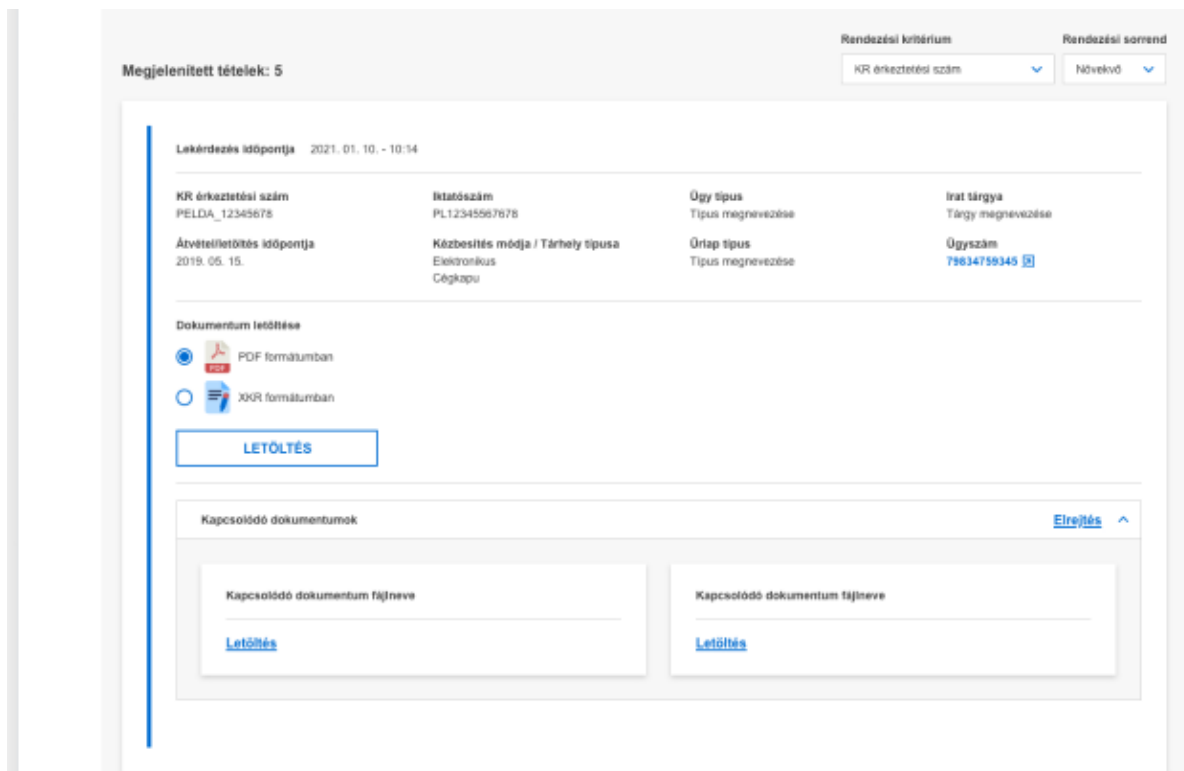 Rendezési kritérium
Rendezési sorrend
Megjelenített tételek: 5
KR érkeztetési szám
Növekvő
Lekérdezés időpontja 2021. 01. 10. - 10:14
KR érkeztetési szám
Iktatószám
Ügy típus
Irat tárgya
PELDA_12345678
PL12345567678
Típus megnevezése
Tárgy megnevezése
Átvétel/letöltés időpontja
Kézbesítés módja / Tárhely típusa
Űrlap típus
Ügyszám
2019. 05. 15.
Elektronikus
Típus megnevezése
79834759345
Cégkapu
Dokumentum letöltése
PDF
PDF formátumban
XKR formátumban
LETÖLTÉS
Kapcsolódó dokumentumok
Elrejtés
Kapcsolódó dokumentum fájlneve
Kapcsolódó dokumentum fájlneve
Letöltés
Letöltés